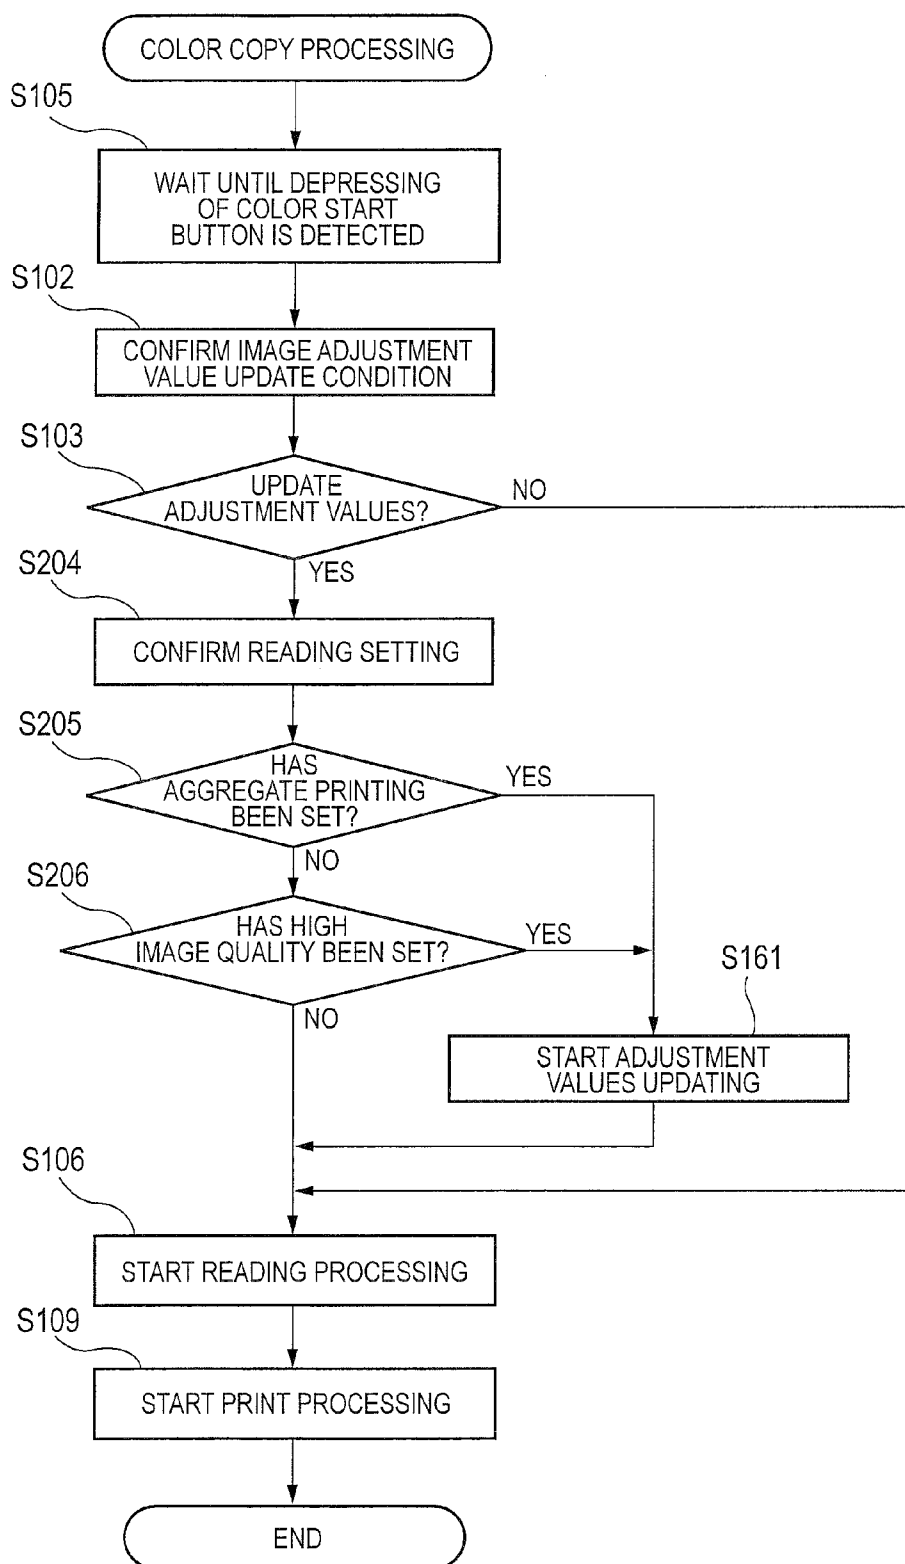 COLOR COPY PROCESSING
S105
WAIT UNTIL DEPRESSING
OF COLOR START
BUTTON IS DETECTED
S102
CONFIRM IMAGE ADJUSTMENT
VALUE UPDATE CONDITION
S103
UPDATE
ADJUSTMENT VALUES?
NO
YES
S204
CONFIRM READING SETTING
S205
HAS
AGGREGATE PRINTING
BEEN SET?
YES
NO
S206
HAS HIGH
IMAGE QUALITY BEEN SET?
YES
NO
S161
START ADJUSTMENT
VALUES UPDATING
S106
START READING PROCESSING
S109
START PRINT PROCESSING
END